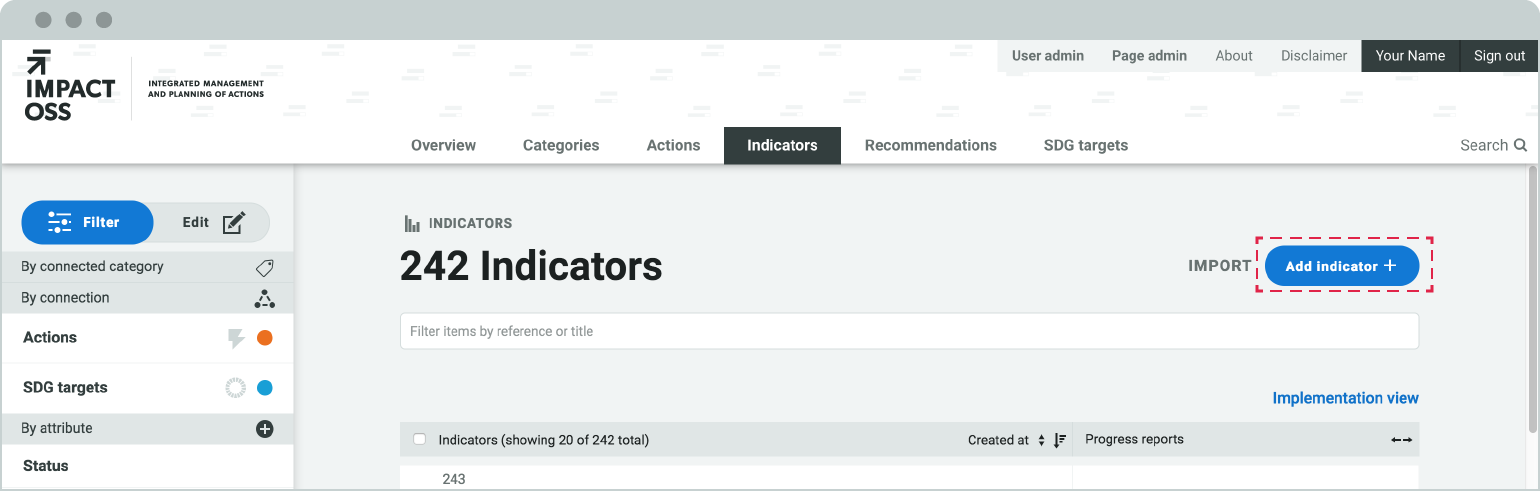 User admin Page admin About Disclaimer Your Name Sign out
IMPACT
OSS
INTEGRATED MANAGEMENT
AND PLANNING OF ACTIONS
Overview Categories Actions Indicators Recommendations SDG targets Search
Filter Edit
By connected category
By connection
Actions
SDG targets
By attribute
Status
INDICATORS
242 Indicators
IMPORT Add indicator +
Filter items by reference or title
Implementation view
Indicators (showing 20 of 242 total) Created at Progress reports
243